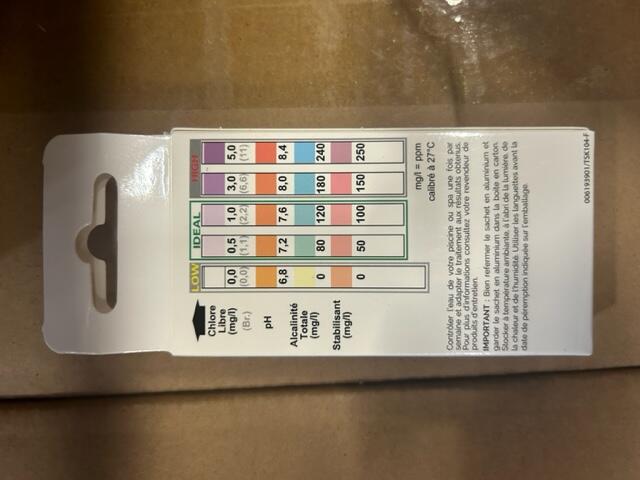 LOW IDEAL HIGH
Chlore
Libre
(mg/l) 0,0 0,5 1,0 3,0 5,0
(Br.) (0,0) (1,1) (2,2) (6,6) (11)
pH 6,8 7,2 7,6 8,0 8,4
Alcalinité
Totale
(mg/l) 0 80 120 180 240
Stabilisant
(mg/l) 0 50 100 150 250
mg/l = ppm
calibré à 27°C
Contrôler l'eau de votre piscine ou spa une fois par
semaine et adapter le traitement aux résultats obtenus.
Pour plus d'informations consultez votre revendeur de
produits d'entretien.
IMPORTANT : Bien refermer le sachet en aluminium et
garder le sachet en aluminium dans la boîte en carton.
Stocker à température ambiante, à l'abri de la lumière, de
la chaleur et de l'humidité. Utiliser les languettes avant la
date de péremption indiquée sur l'emballage.
006193901/TSK104-F